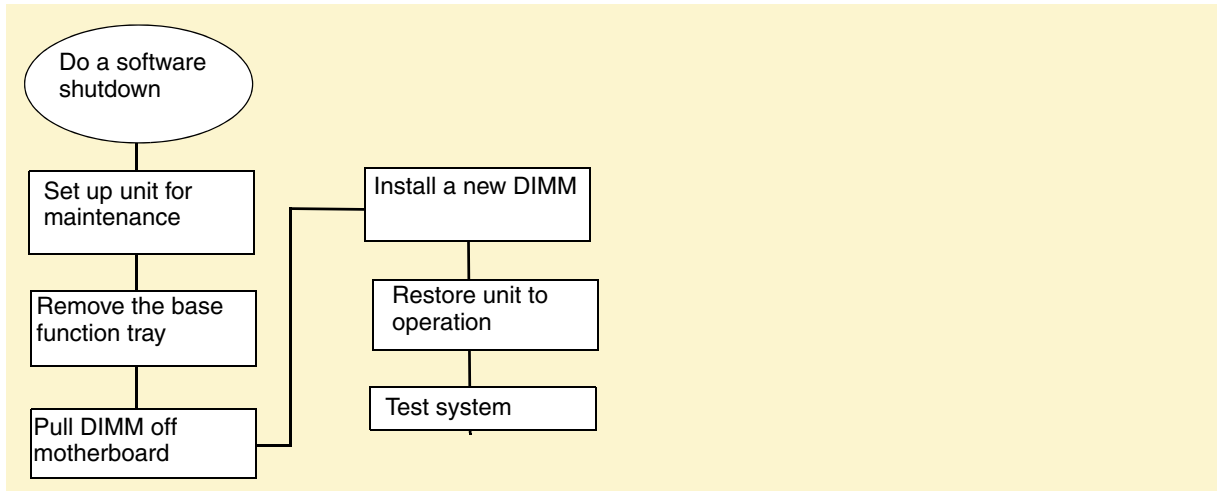 Do a software
shutdown
Set up unit for
maintenance
Remove the base
function tray
Pull DIMM off
motherboard
Install a new DIMM
Restore unit to
operation
Test system